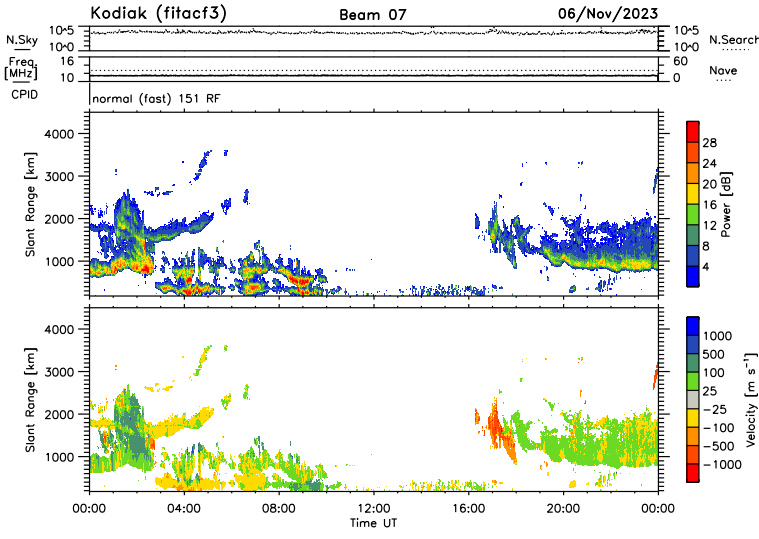 Kodiak (fitacf3) Beam 07 06/Nov/2023
N.Sky 10^5 10^0 10^5 10^0 N.Search
Freq. [MHz] 16 10 60 0 Nave
CPID normal (fast) 151 RF
Slant Range [km] 4000 3000 2000 1000
Power [dB] 28 24 20 16 12 8 4
Slant Range [km] 4000 3000 2000 1000
Velocity [m s⁻¹] 1000 500 100 25 −25 −100 −500 −1000
00:00 04:00 08:00 12:00 16:00 20:00 00:00
Time UT